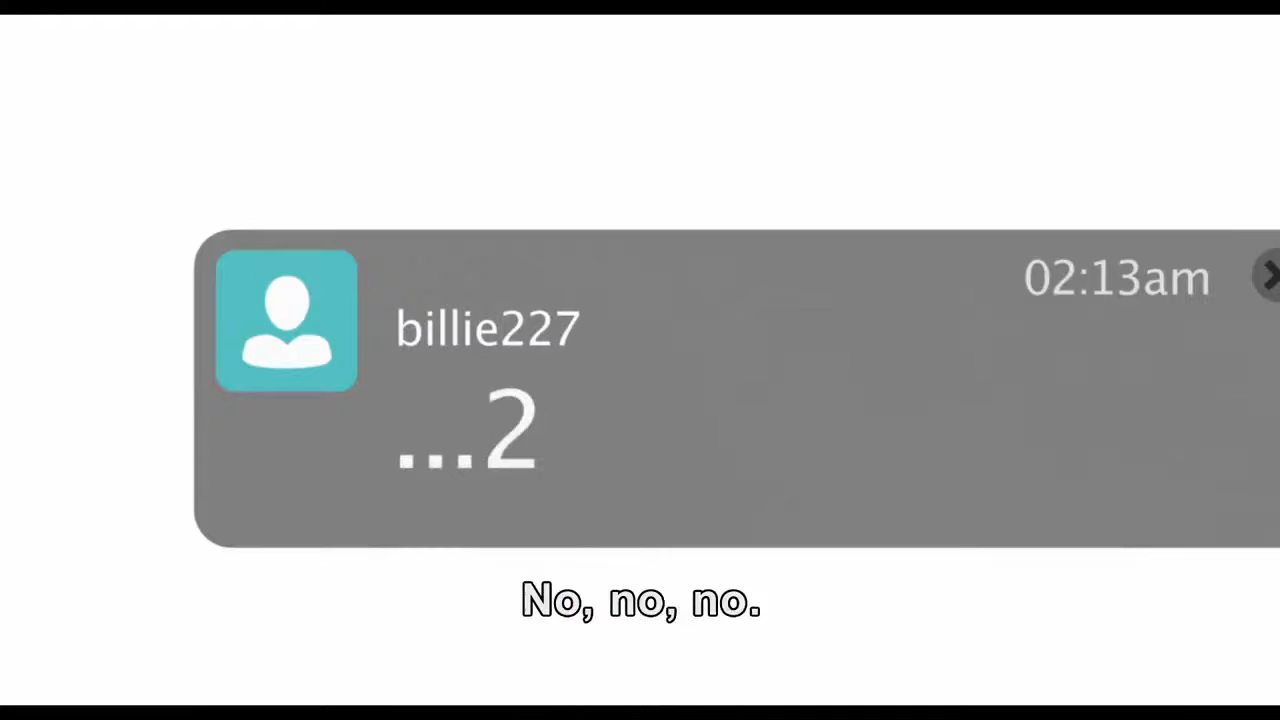 02:13am
billie227
...2
No, no, no.